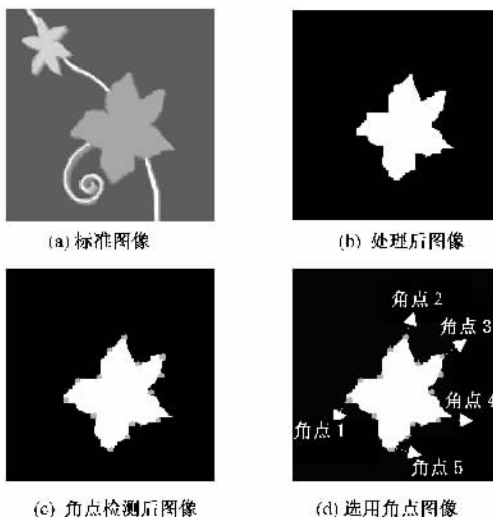 (a) 标准图像
(b) 处理后图像
(c) 角点检测后图像
角点 2
角点 3
角点 4
角点 1
角点 5
(d) 选用角点图像